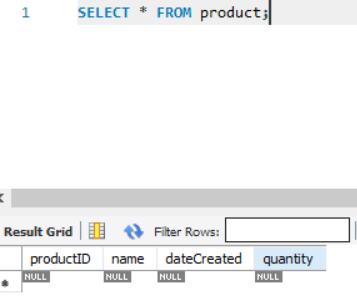 1 SELECT * FROM product;
Result Grid Filter Rows:
productID name dateCreated quantity
* NULL NULL NULL NULL